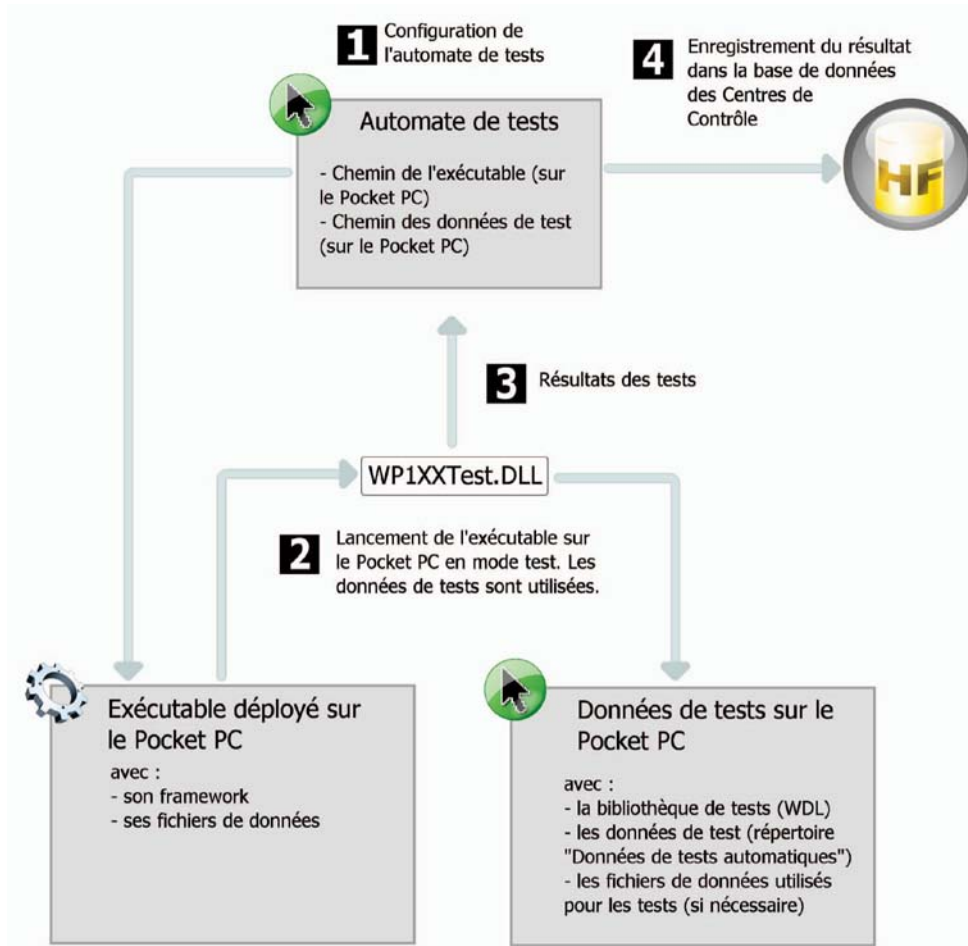 1 Configuration de
l'automate de tests
4 Enregistrement du résultat
dans la base de données
des Centres de
Contrôle
HF
Automate de tests
- Chemin de l'exécutable (sur
le Pocket PC)
- Chemin des données de test
(sur le Pocket PC)
3 Résultats des tests
WP1XXTest.DLL
2 Lancement de l'exécutable sur
le Pocket PC en mode test. Les
données de tests sont utilisées.
Exécutable déployé sur
le Pocket PC
avec :
- son framework
- ses fichiers de données
Données de tests sur le
Pocket PC
avec :
- la bibliothèque de tests (WDL)
- les données de test (répertoire
"Données de tests automatiques")
- les fichiers de données utilisés
pour les tests (si nécessaire)